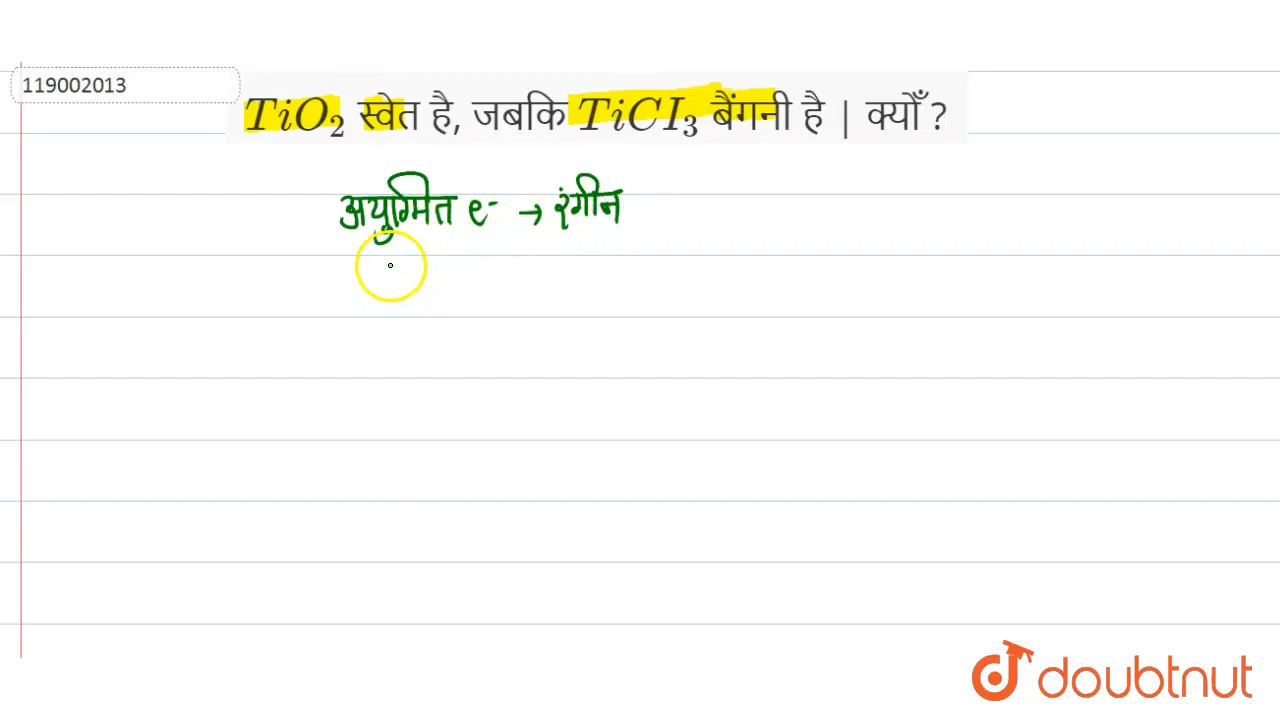 119002013
TiO₂ स्वेत है, जबकि TiCI₃ बैंगनी है | क्योँ ?
अयुग्मित e⁻ → रंगीन
doubtnut